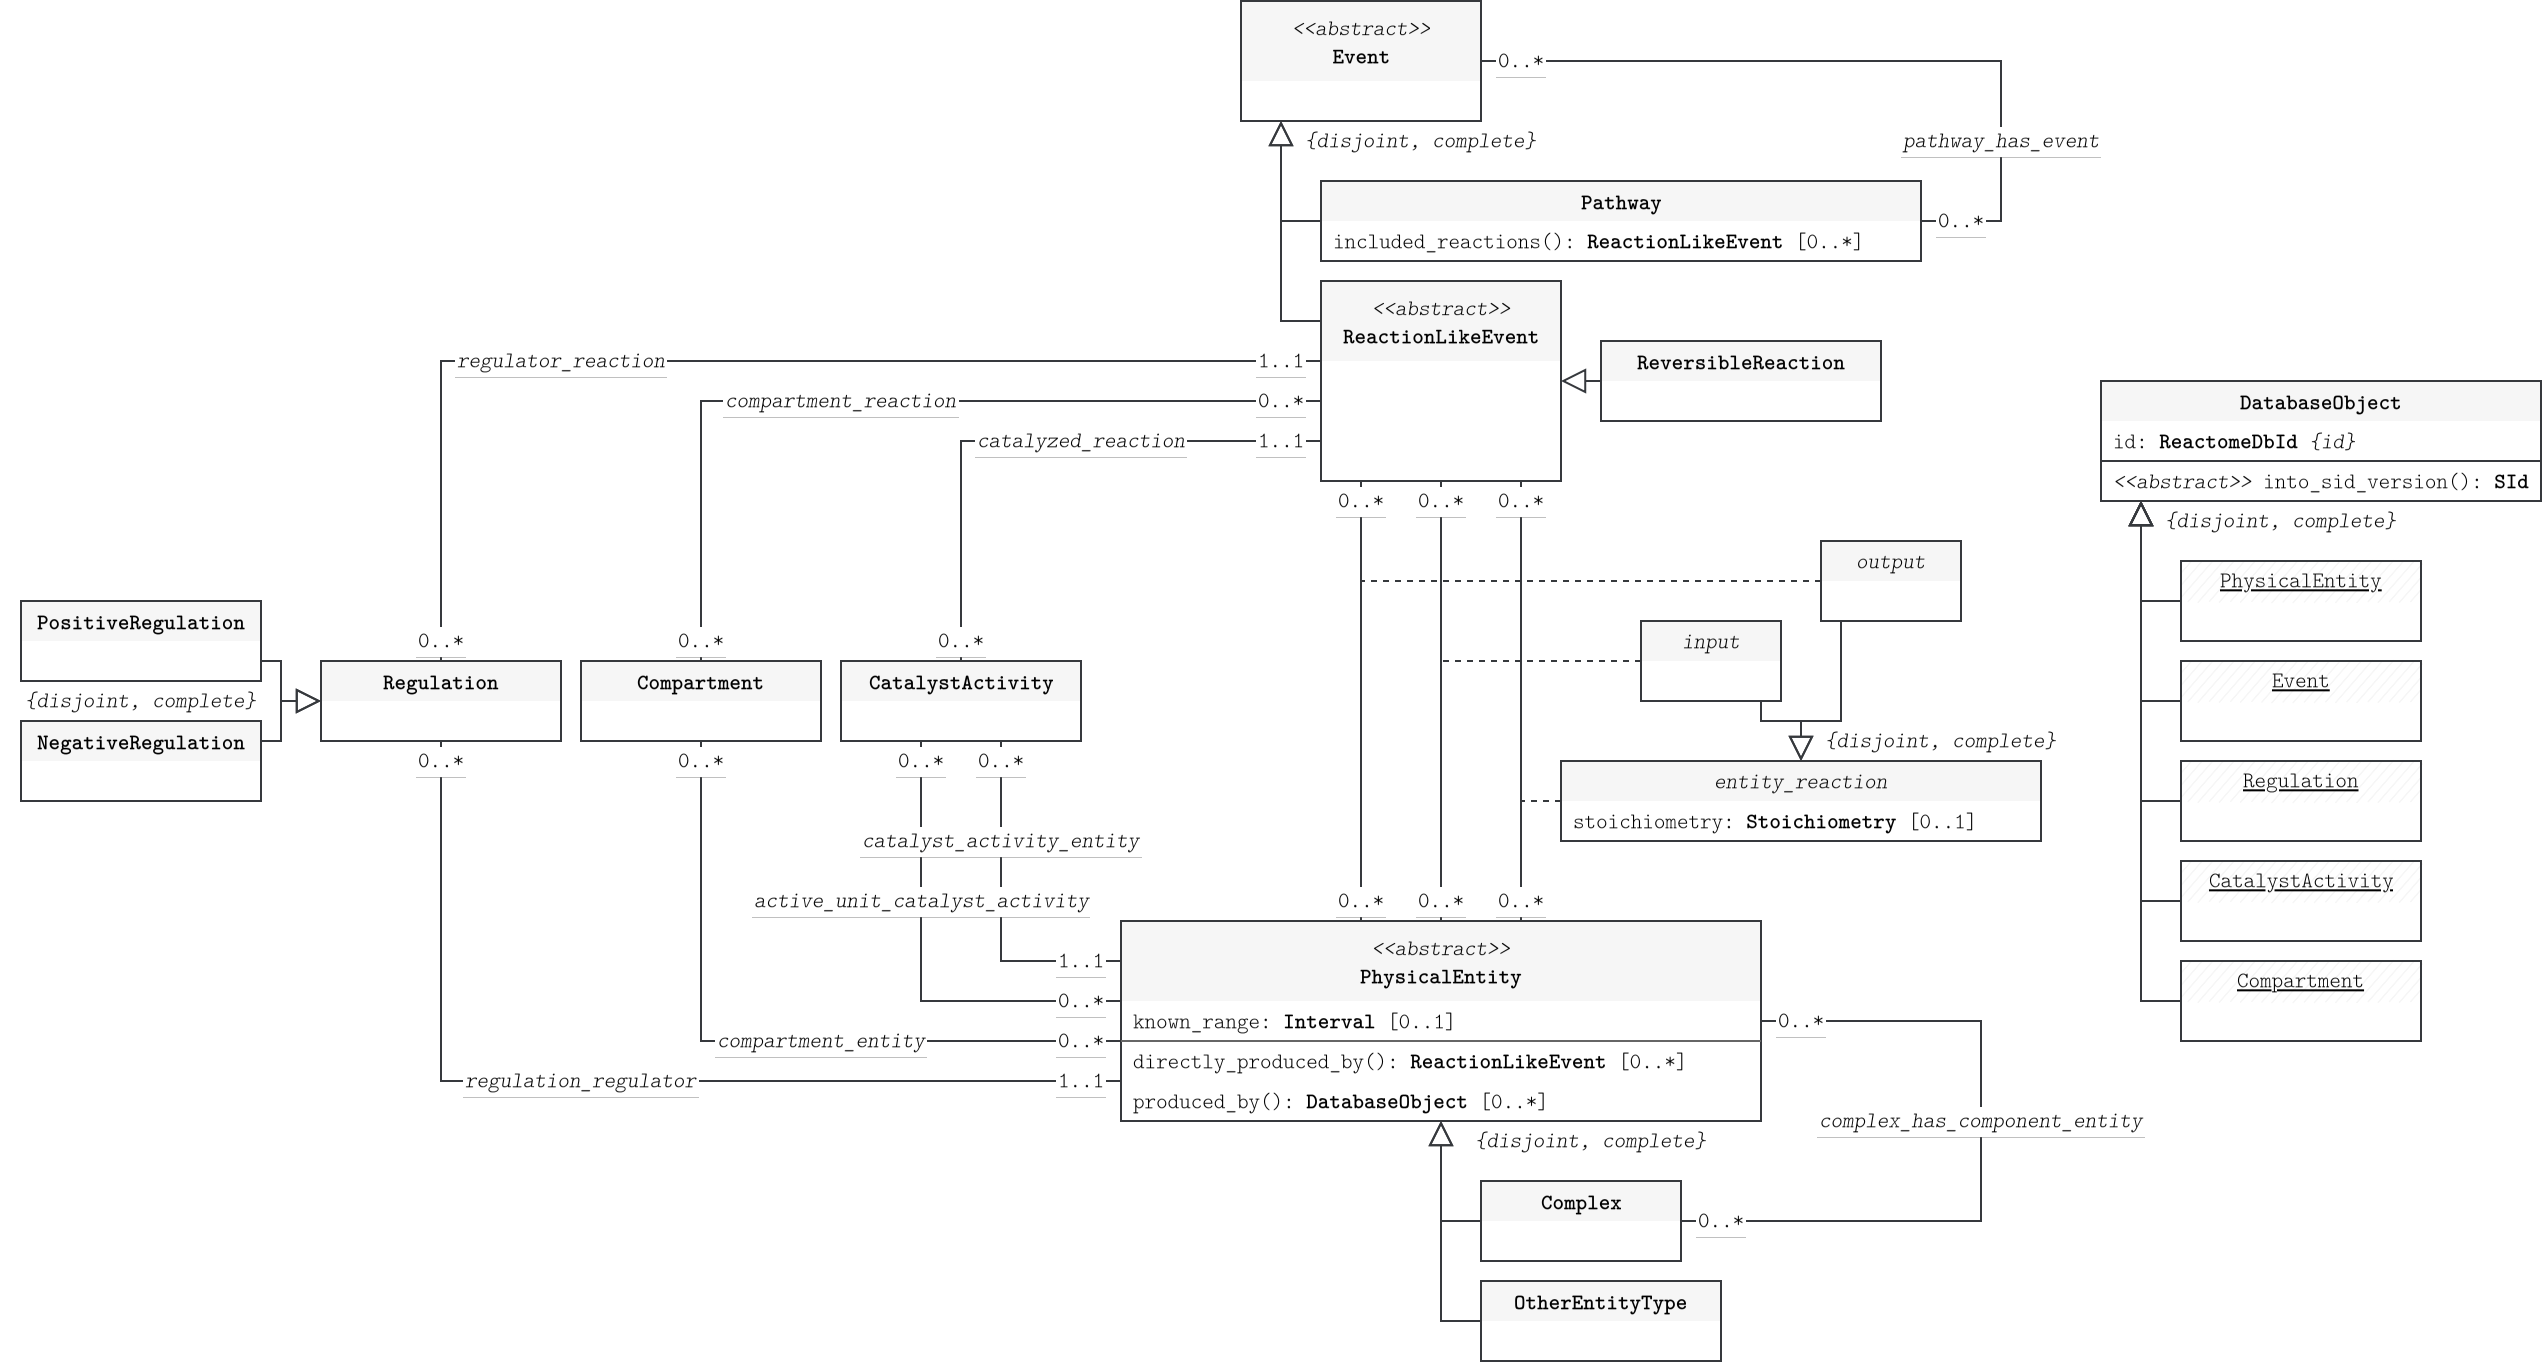 <<abstract>>
Event
0..*
{disjoint, complete}
pathway_has_event
Pathway
0..*
included_reactions(): ReactionLikeEvent [0..*]
<<abstract>>
ReactionLikeEvent
regulator_reaction
1..1
ReversibleReaction
compartment_reaction
0..*
DatabaseObject
catalyzed_reaction
1..1
id: ReactomeDbId {id}
<<abstract>> into_sid_version(): SId
0..*
0..*
0..*
{disjoint, complete}
output
PhysicalEntity
PositiveRegulation
0..*
0..*
0..*
input
Regulation
Compartment
CatalystActivity
Event
{disjoint, complete}
NegativeRegulation
{disjoint, complete}
0..*
0..*
0..*
0..*
entity_reaction
Regulation
stoichiometry: Stoichiometry [0..1]
catalyst_activity_entity
CatalystActivity
active_unit_catalyst_activity
0..*
0..*
0..*
<<abstract>>
PhysicalEntity
1..1
Compartment
0..*
known_range: Interval [0..1]
0..*
compartment_entity
0..*
directly_produced_by(): ReactionLikeEvent [0..*]
regulation_regulator
1..1
produced_by(): DatabaseObject [0..*]
complex_has_component_entity
{disjoint, complete}
Complex
0..*
OtherEntityType